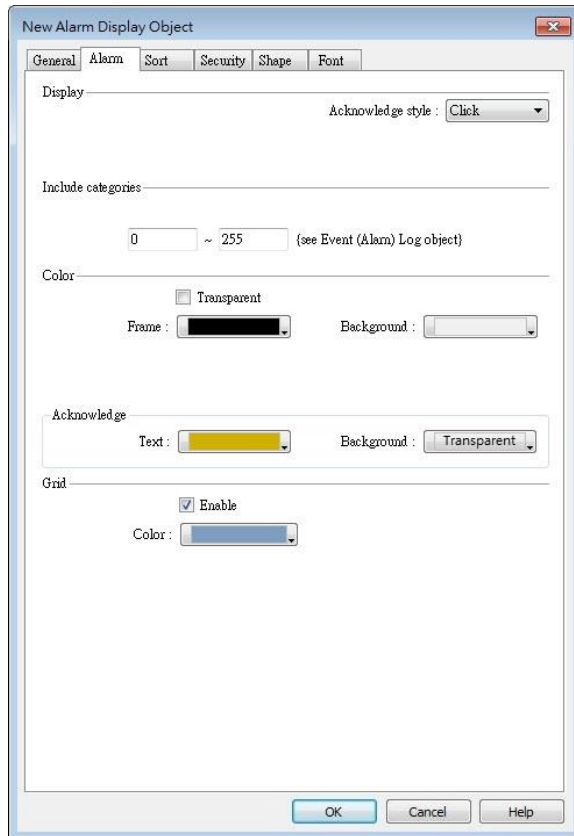 New Alarm Display Object
General Alarm Sort Security Shape Font
Display
Acknowledge style : Click
Include categories
0 ~ 255 {see Event (Alarm) Log object}
Color
Transparent
Frame : Background :
Acknowledge
Text : Background : Transparent
Grid
Enable
Color :
OK Cancel Help